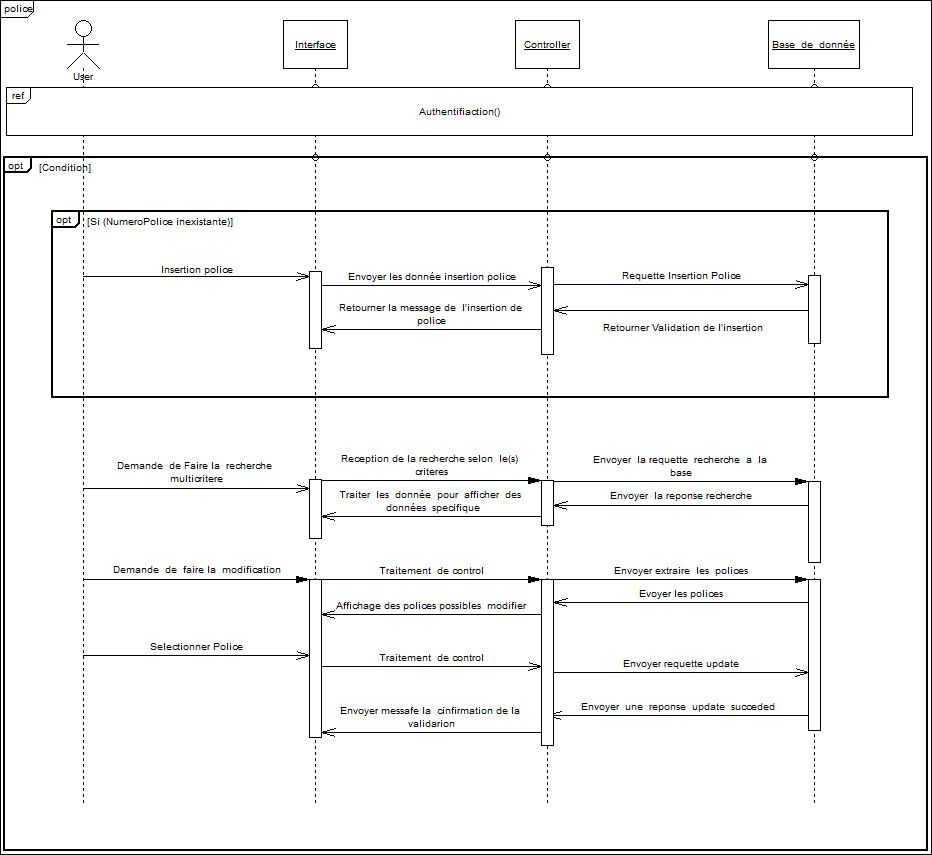 police
Interface
Controller
Base_de_donnée
User
ref
Authentifiaction()
opt
[Condition]
opt
[Si (NumeroPolice inexistante)]
Insertion police
Envoyer les donnée insertion police
Requette Insertion Police
Retourner la message de l'insertion de
police
Retourner Validation de l'insertion
Demande de Faire la recherche
multicritere
Reception de la recherche selon le(s)
criteres
Envoyer la requette recherche a la
base
Traiter les donnée pour afficher des
données specifique
Envoyer la reponse recherche
Demande de faire la modification
Traitement de control
Envoyer extraire les polices
Evoyer les polices
Affichage des polices possibles modifier
Selectionner Police
Traitement de control
Envoyer requette update
Envoyer une reponse update succeded
Envoyer messafe la cinfirmation de la
validarion